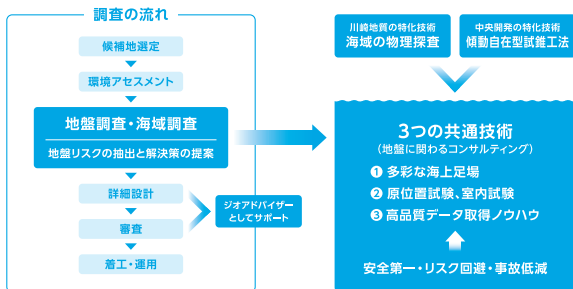 調査の流れ
候補地選定
環境アセスメント
地盤調査・海域調査
地盤リスクの抽出と解決策の提案
詳細設計
審査
着工・運用
ジオアドバイザー
としてサポート
川崎地質の特化技術
海域の物理探査
中央開発の特化技術
傾動自在型試錐工法
3つの共通技術
(地盤に関わるコンサルティング)
❶ 多彩な海上足場
❷ 原位置試験、室内試験
❸ 高品質データ取得ノウハウ
安全第一・リスク回避・事故低減